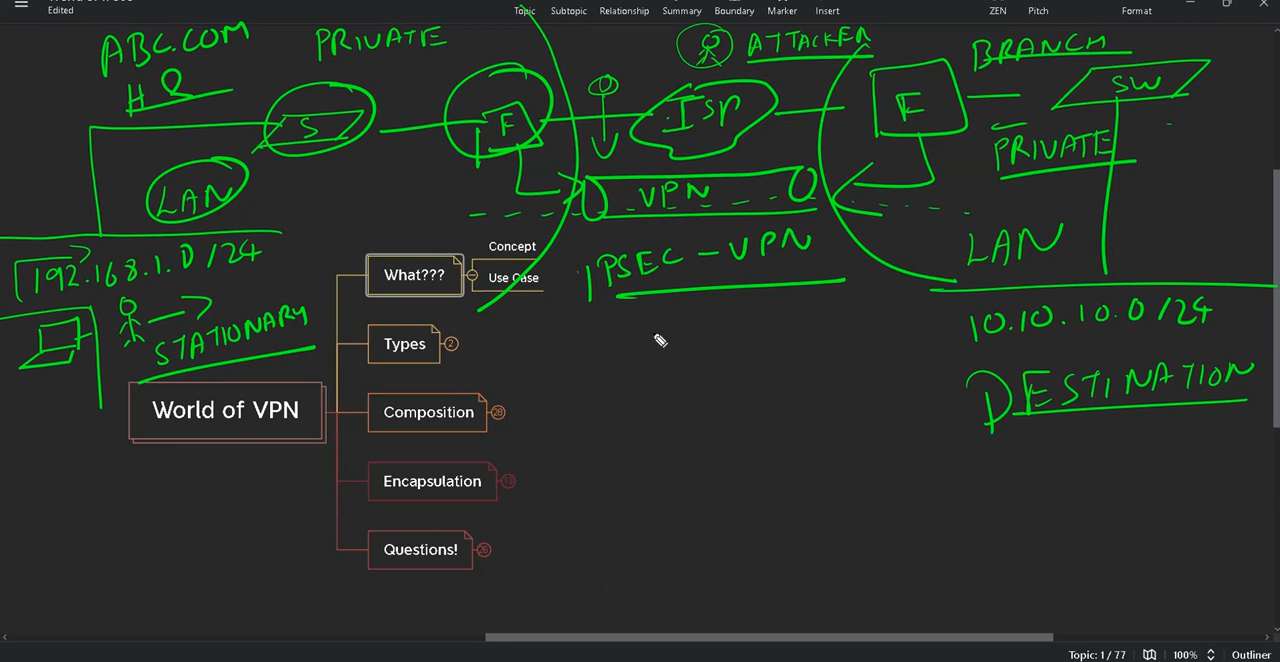 Edited
Topic
Subtopic
Relationship
Summary
Boundary
Marker
Insert
ZEN
Pitch
Format
ABC.COM
HQ
PRIVATE
ATTACKER
BRANCH
S
F
ISP
F
SW
PRIVATE
LAN
VPN
IPSEC-VPN
LAN
192.168.1.0/24
STATIONARY
10.10.10.0/24
DESTINATION
What???
Concept
Use Case
Types
2
World of VPN
Composition
28
Encapsulation
13
Questions!
26
Topic: 1 / 77
100%
Outliner